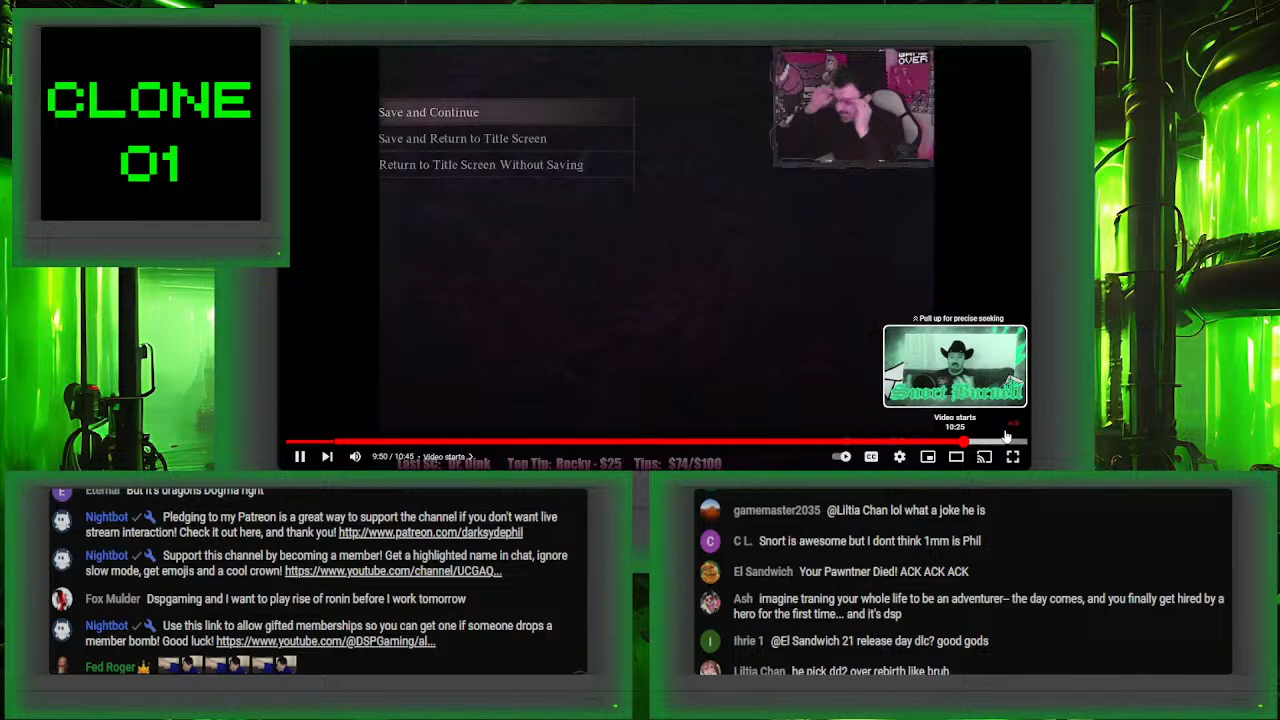 CLONE
01
Save and Continue
Save and Return to Title Screen
Return to Title Screen Without Saving
OVER
Pull up for precise seeking
Snort Burnell
Video starts
10:25
9:50 / 10:45 • Video starts
CC
Last SC: Dr Oink Top Tip: Rocky - $25 Tips: $74/$100
Eternal But it's dragons Dogma right
Nightbot Pledging to my Patreon is a great way to support the channel if you don't want live
stream interaction! Check it out here, and thank you! http://www.patreon.com/darksydephil
Nightbot Support this channel by becoming a member! Get a highlighted name in chat, ignore
slow mode, get emojis and a cool crown! https://www.youtube.com/channel/UCGAQ...
Fox Mulder Dspgaming and I want to play rise of ronin before I work tomorrow
Nightbot Use this link to allow gifted memberships so you can get one if someone drops a
member bomb! Good luck! https://www.youtube.com/@DSPGaming/al...
Fed Roger
gamemaster2035 @Liltia Chan lol what a joke he is
C L. Snort is awesome but I dont think 1mm is Phil
El Sandwich Your Pawntner Died! ACK ACK ACK
Ash imagine traning your whole life to be an adventurer-- the day comes, and you finally get hired by a
hero for the first time... and it's dsp
Ihrie 1 @El Sandwich 21 release day dlc? good gods
Liltia Chan he pick dd2 over rebirth like bruh